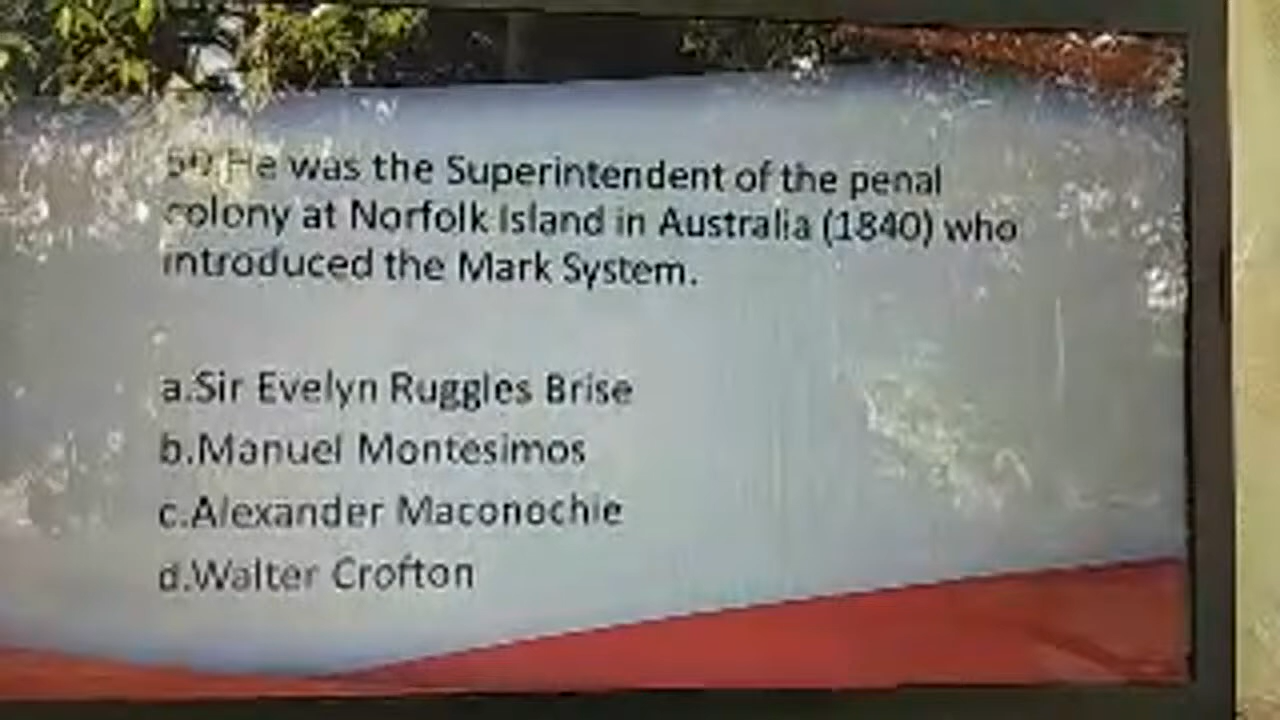 50.He was the Superintendent of the penal
colony at Norfolk Island in Australia (1840) who
introduced the Mark System.
a.Sir Evelyn Ruggles Brise
b.Manuel Montesimos
c.Alexander Maconochie
d.Walter Crofton